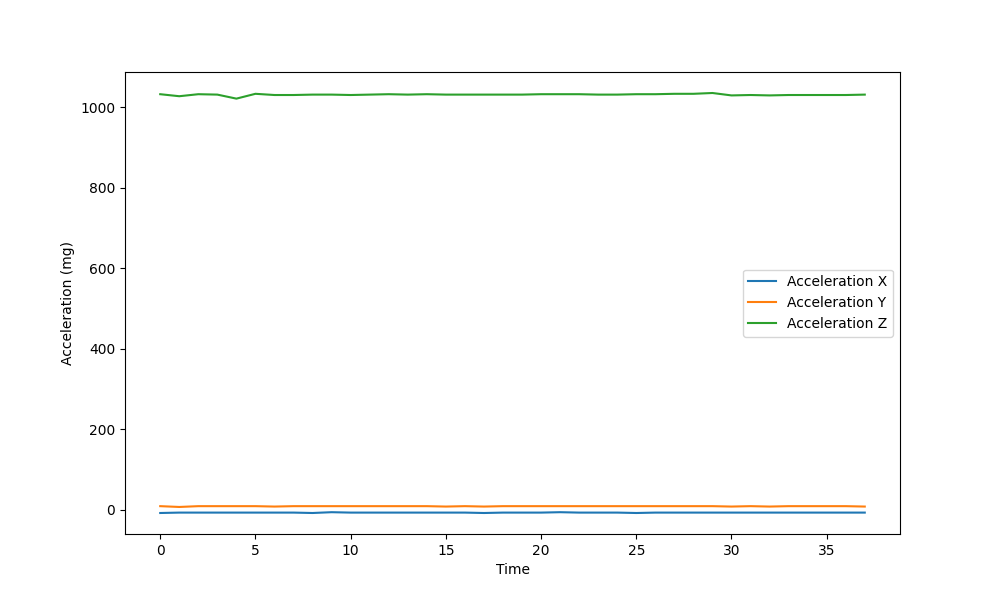 1000
800
600
400
200
0
Acceleration (mg)
Acceleration X
Acceleration Y
Acceleration Z
0 5 10 15 20 25 30 35
Time